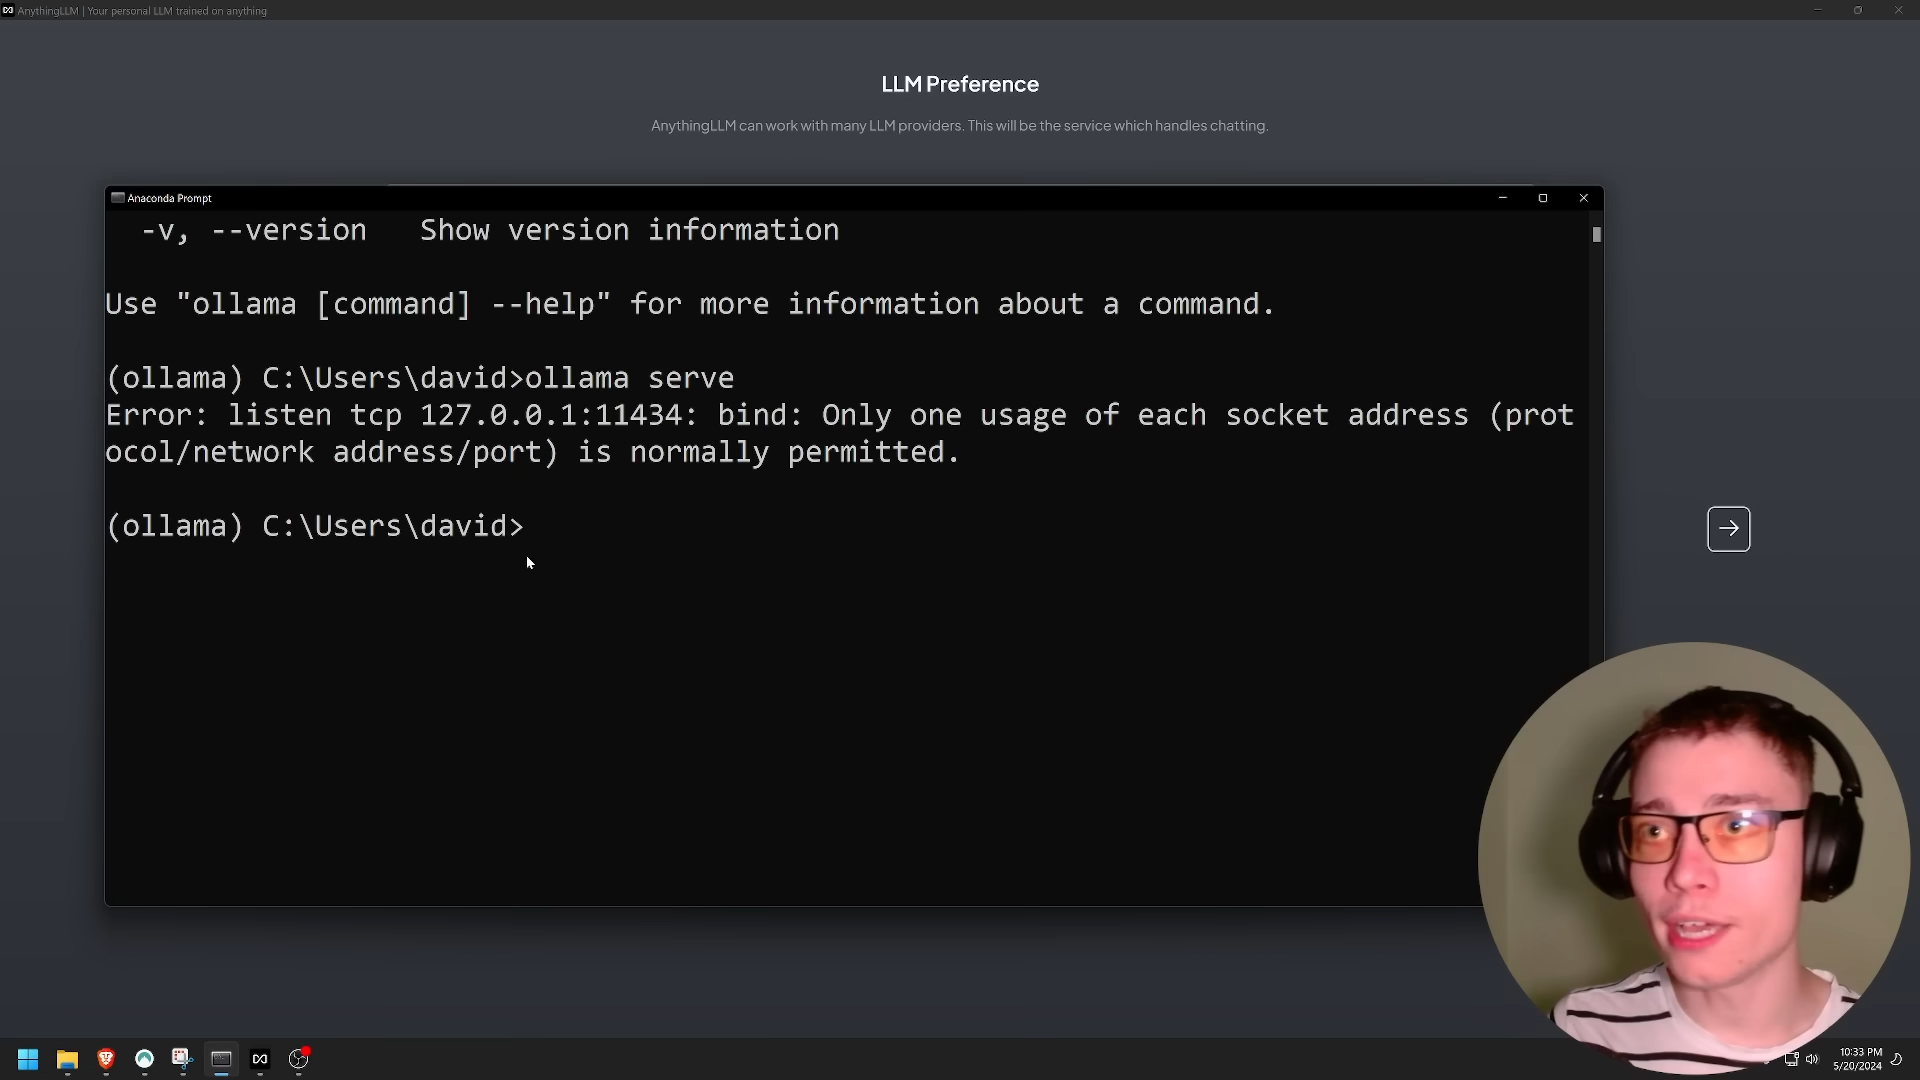 AnythingLLM | Your personal LLM trained on anything
LLM Preference
AnythingLLM can work with many LLM providers. This will be the service which handles chatting.
Anaconda Prompt
-v, --version   Show version information
Use "ollama [command] --help" for more information about a command.
(ollama) C:\Users\david>ollama serve
Error: listen tcp 127.0.0.1:11434: bind: Only one usage of each socket address (prot
ocol/network address/port) is normally permitted.
(ollama) C:\Users\david>
10:33 PM
5/20/2024